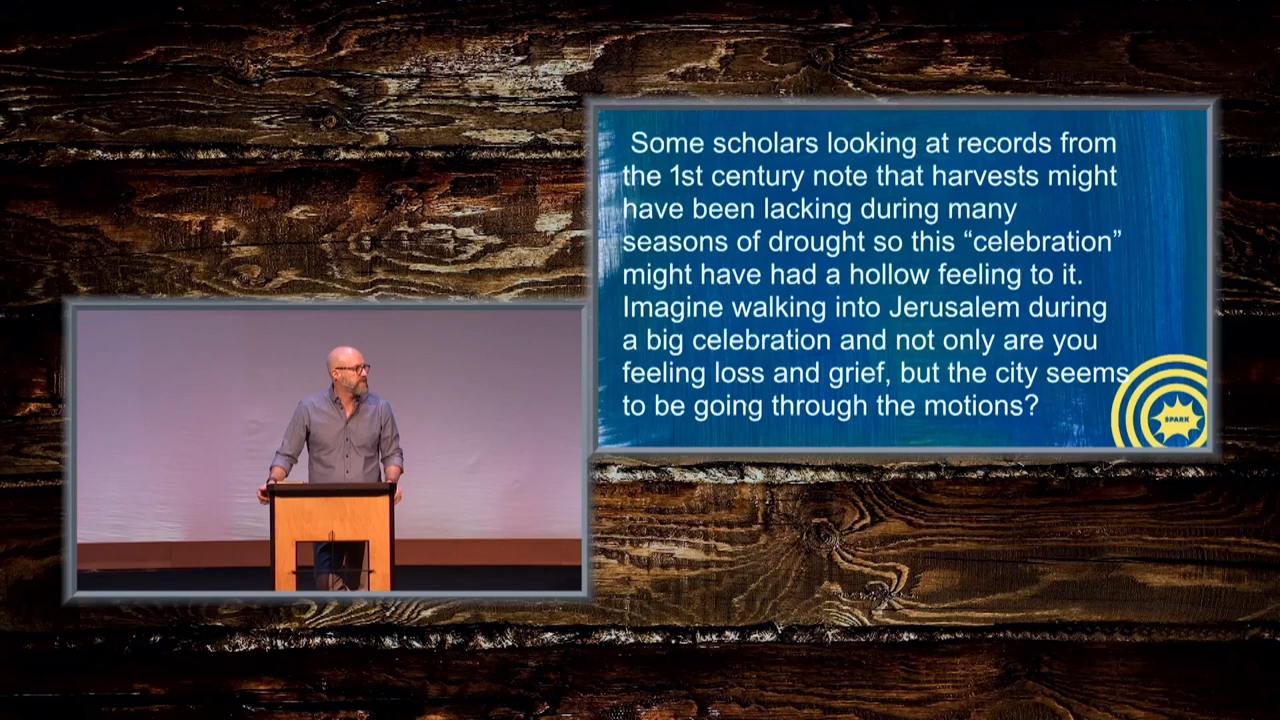 Some scholars looking at records from
the 1st century note that harvests might
have been lacking during many
seasons of drought so this “celebration”
might have had a hollow feeling to it.
Imagine walking into Jerusalem during
a big celebration and not only are you
feeling loss and grief, but the city seems
to be going through the motions?
SPARK